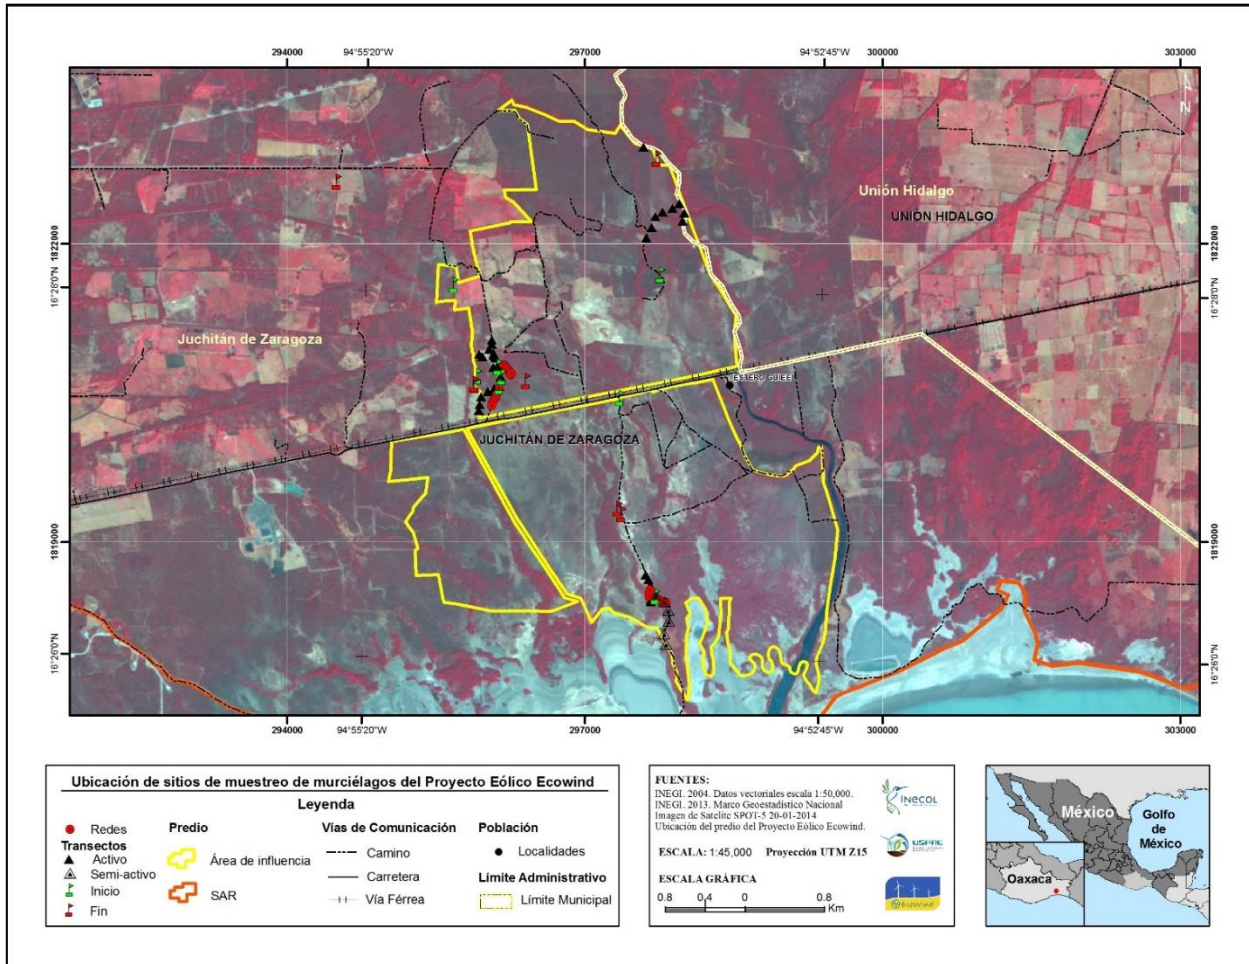 294000 94°55'20"W 297000 94°52'45"W 300000 303000
Unión Hidalgo
UNIÓN HIDALGO
1822000 1822000
16°28'0"N 16°28'0"N
Juchitán de Zaragoza
ESTERO GUIEE
JUCHITÁN DE ZARAGOZA
1819000 1819000
16°26'0"N 16°26'0"N
294000 94°55'20"W 297000 94°52'45"W 300000 303000
Ubicación de sitios de muestreo de murciélagos del Proyecto Eólico Ecowind
Leyenda
Redes
Transectos
Activo
Semi-activo
Inicio
Fin
Predio
Área de influencia
SAR
Vías de Comunicación
Camino
Carretera
Vía Férrea
Población
Localidades
Límite Administrativo
Límite Municipal
FUENTES:
INEGI. 2004. Datos vectoriales escala 1:50,000.
INEGI. 2013. Marco Geoestadístico Nacional
Imagen de Satelite SPOT-5 20-01-2014
Ubicación del predio del Proyecto Eólico Ecowind.
ESCALA: 1:45,000 Proyección UTM Z15
ESCALA GRÁFICA
0.8 0.4 0 0.8
Km
INECOL
USPAE
EcoWind
México
Golfo
de
México
Oaxaca